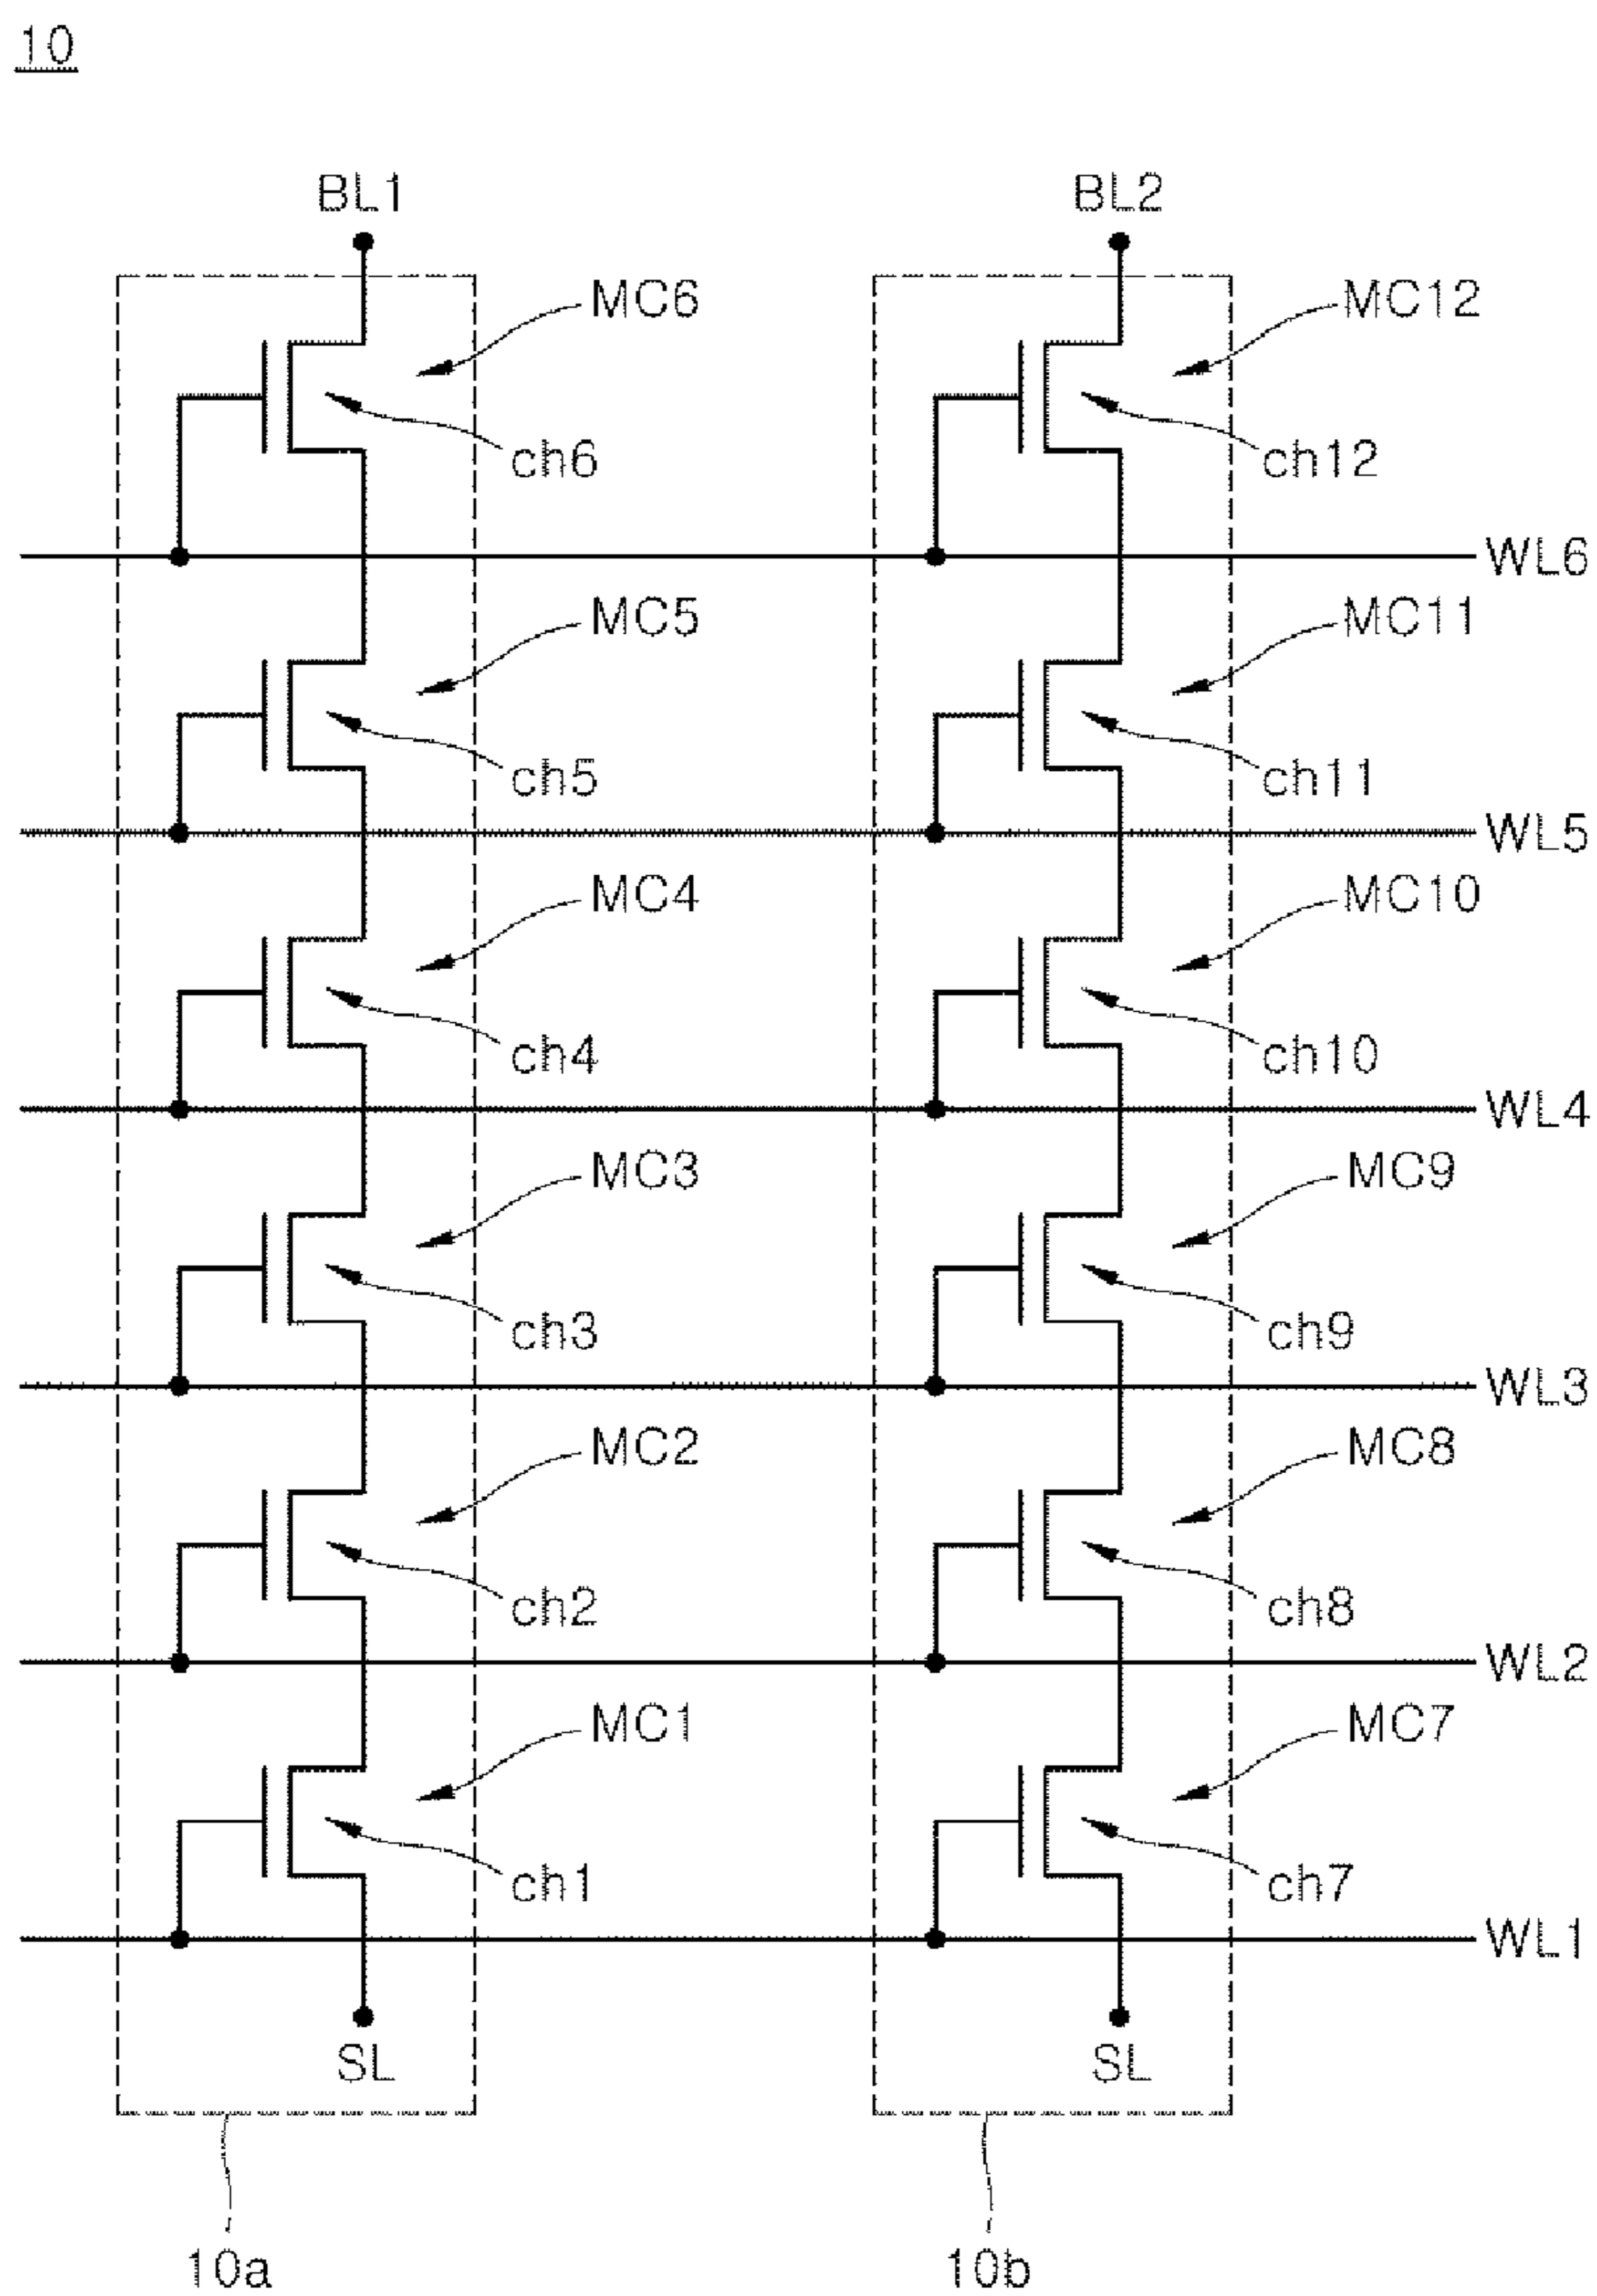 10
BL1 BL2
MC6 MC12
ch6 ch12
WL6
MC5 MC11
ch5 ch11
WL5
MC4 MC10
ch4 ch10
WL4
MC3 MC9
ch3 ch9
WL3
MC2 MC8
ch2 ch8
WL2
MC1 MC7
ch1 ch7
WL1
SL SL
10a 10b